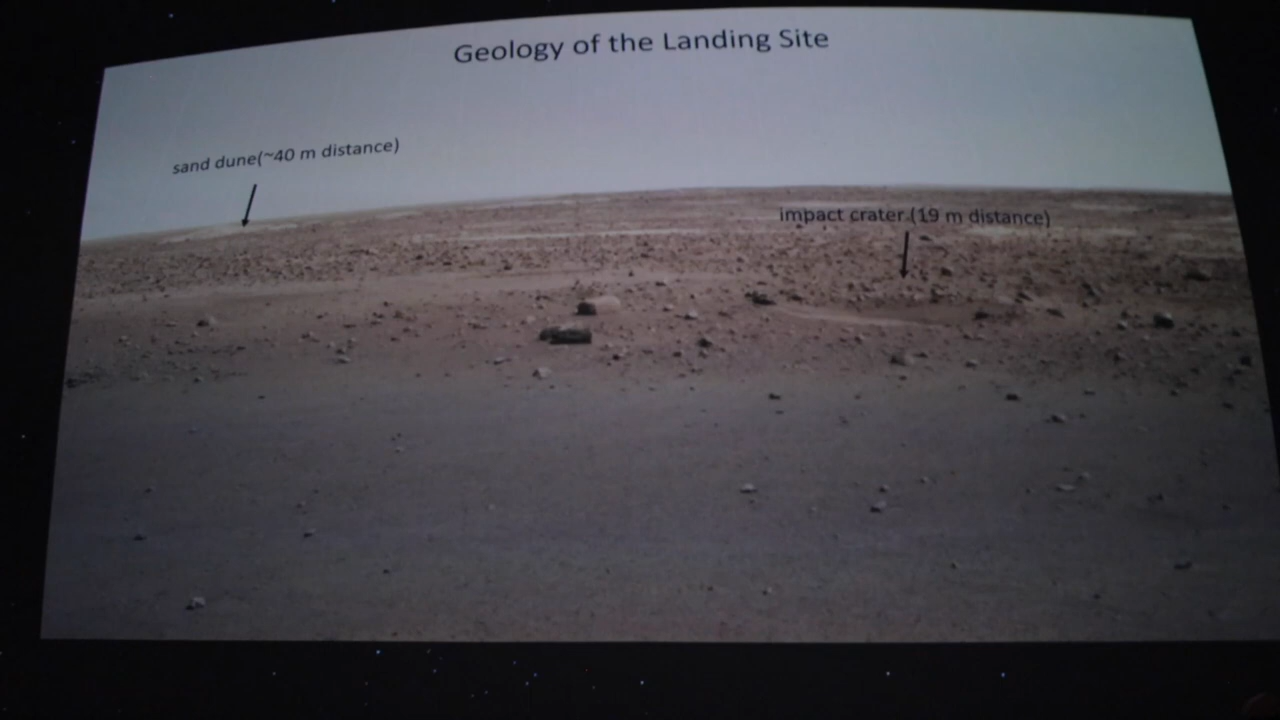 Geology of the Landing Site
sand dune(~40 m distance)
impact crater (19 m distance)